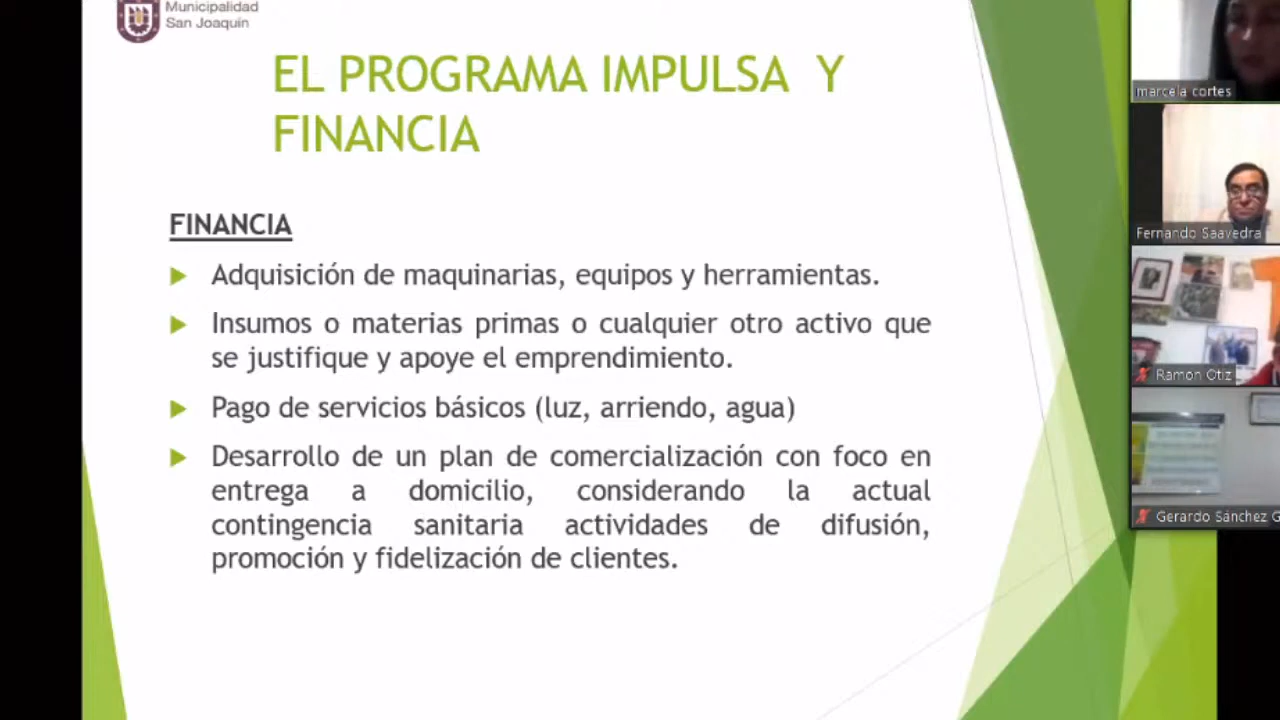 Municipalidad
San Joaquín
EL PROGRAMA IMPULSA Y
FINANCIA
FINANCIA
Adquisición de maquinarias, equipos y herramientas.
Insumos o materias primas o cualquier otro activo que
se justifique y apoye el emprendimiento.
Pago de servicios básicos (luz, arriendo, agua)
Desarrollo de un plan de comercialización con foco en
entrega a domicilio, considerando la actual
contingencia sanitaria actividades de difusión,
promoción y fidelización de clientes.
marcela cortes
Fernando Saavedra
Ramon Otiz
Gerardo Sánchez G